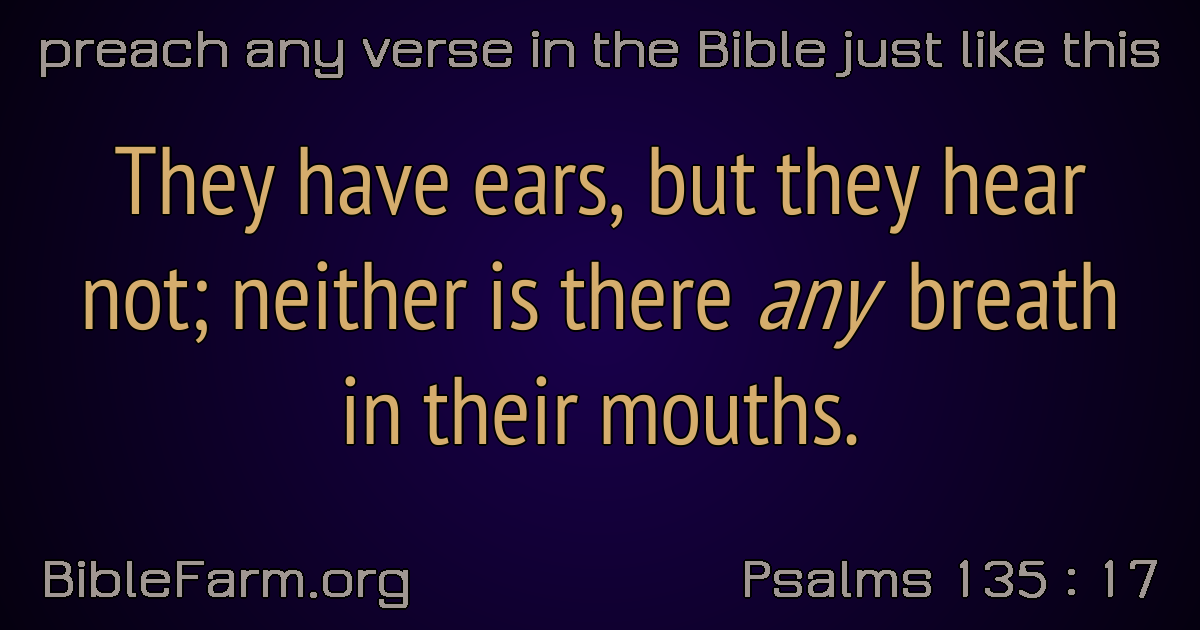 preach any verse in the Bible just like this
They have ears, but they hear
not; neither is there any breath
in their mouths.
BibleFarm.org
Psalms 135 : 17